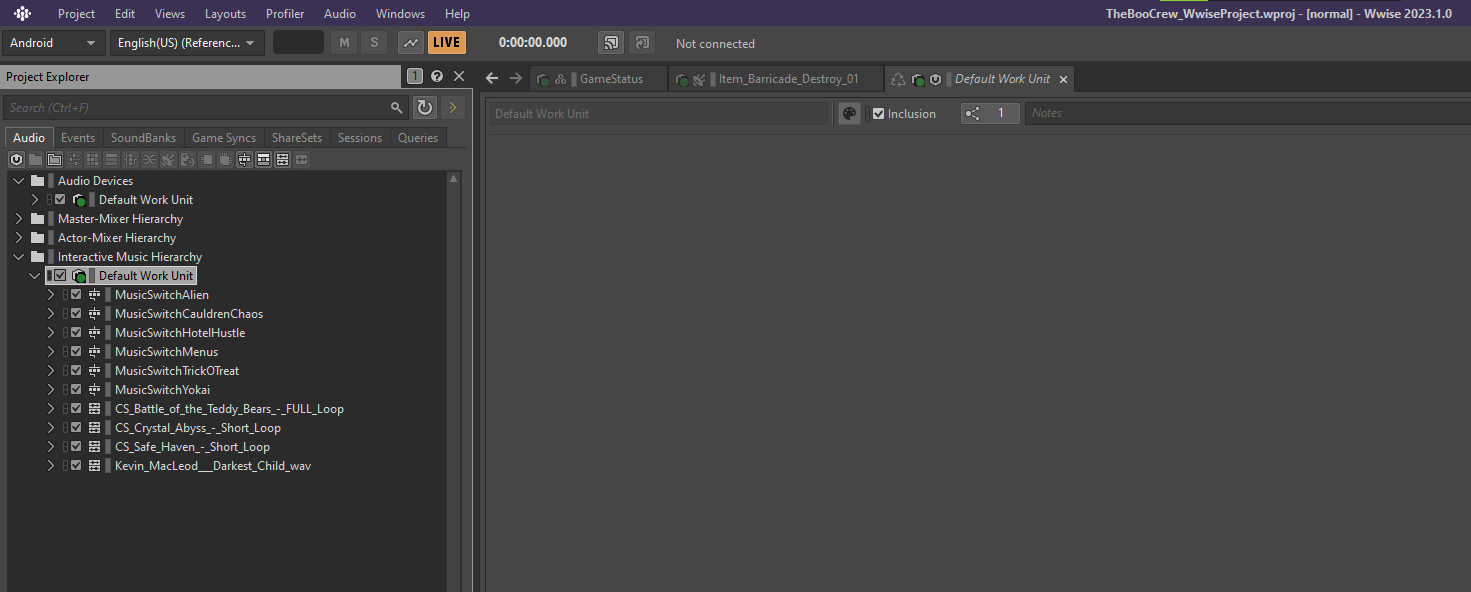 Project Edit Views Layouts Profiler Audio Windows Help TheBooCrew_WwiseProject.wproj - [normal] - Wwise 2023.1.0
Android English(US) (Referenc... M S LIVE 0:00:00.000 Not connected
Project Explorer 1
GameStatus Item_Barricade_Destroy_01 Default Work Unit
Search (Ctrl+F)
Default Work Unit Inclusion 1 Notes
Audio Events SoundBanks Game Syncs ShareSets Sessions Queries
Audio Devices
Default Work Unit
Master-Mixer Hierarchy
Actor-Mixer Hierarchy
Interactive Music Hierarchy
Default Work Unit
MusicSwitchAlien
MusicSwitchCauldrenChaos
MusicSwitchHotelHustle
MusicSwitchMenus
MusicSwitchTrickOTreat
MusicSwitchYokai
CS_Battle_of_the_Teddy_Bears_-_FULL_Loop
CS_Crystal_Abyss_-_Short_Loop
CS_Safe_Haven_-_Short_Loop
Kevin_MacLeod___Darkest_Child_wav